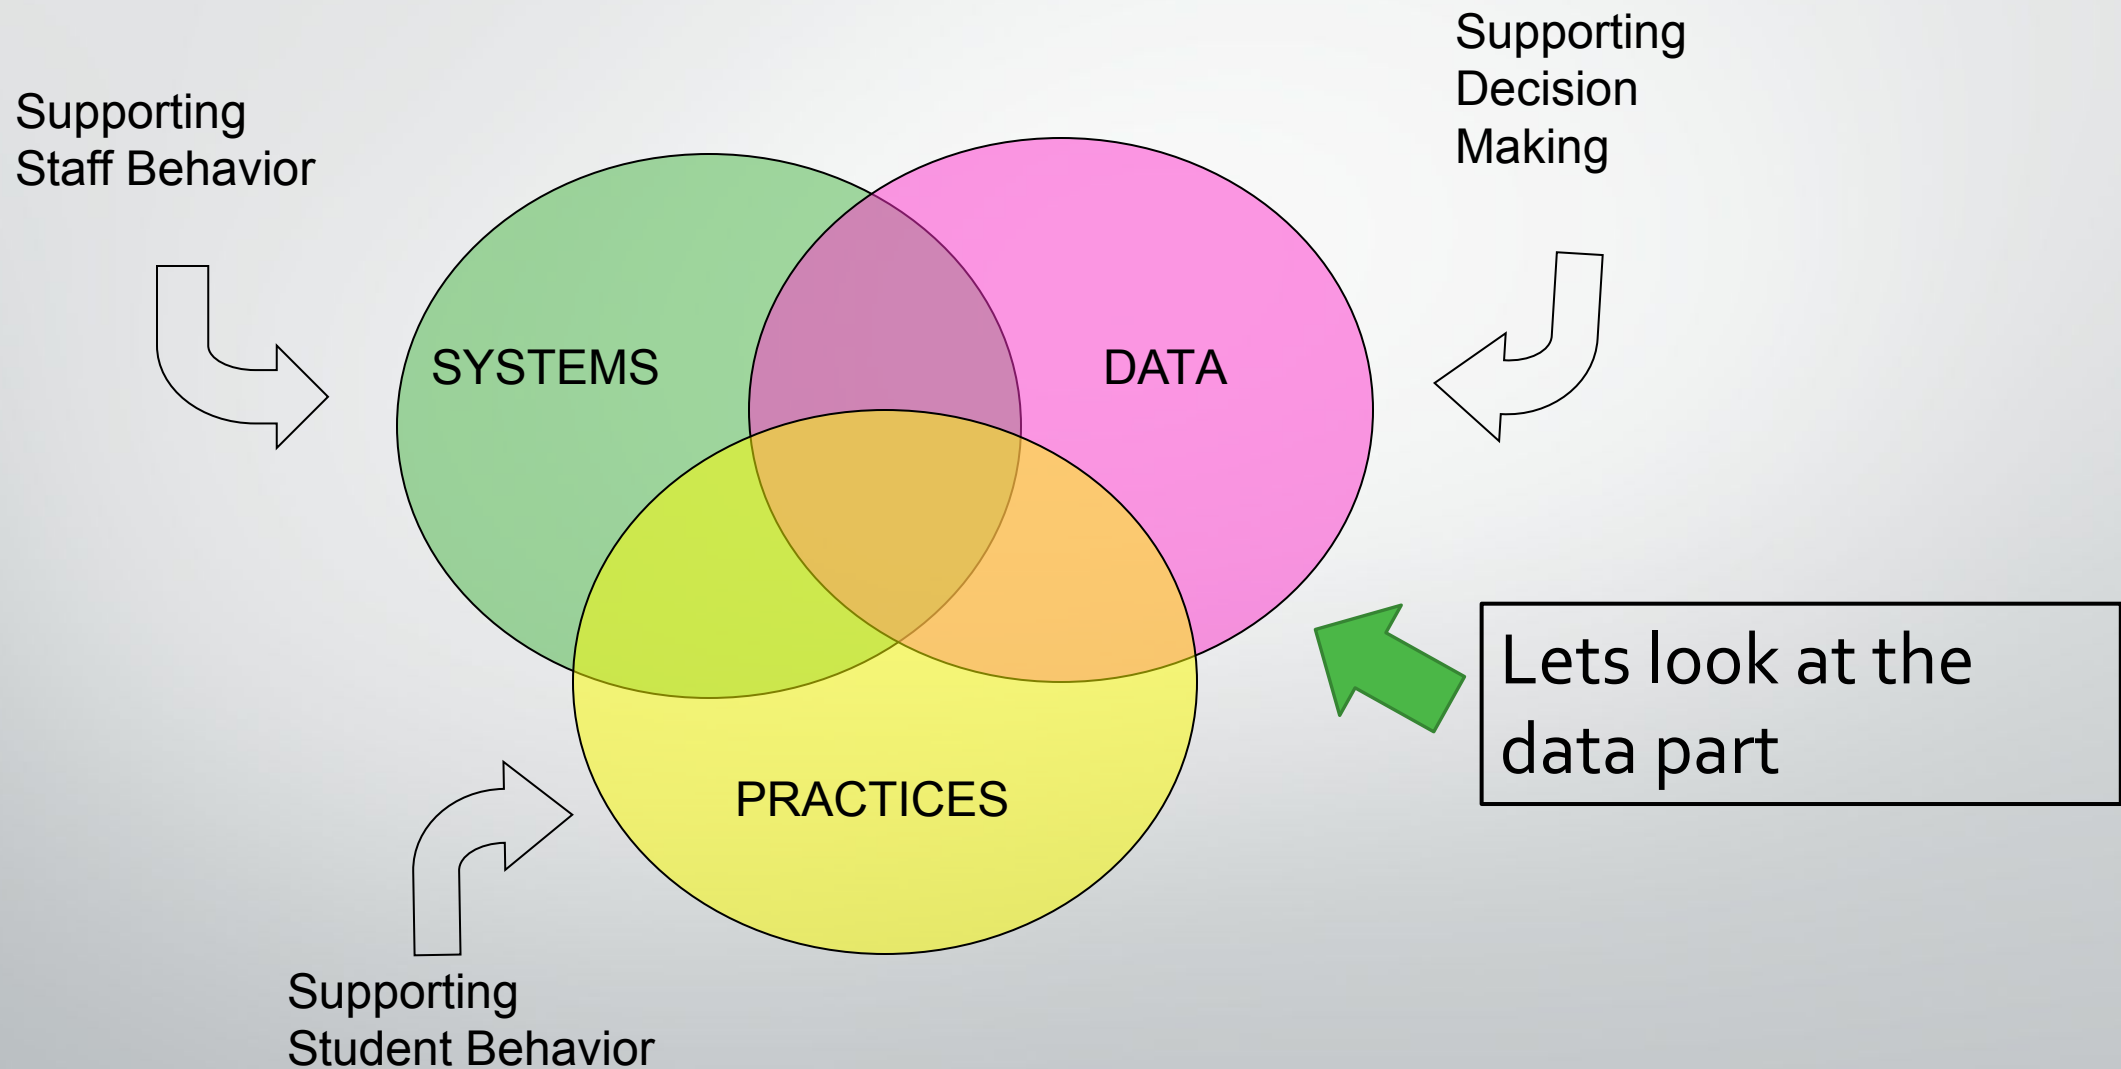 Supporting
Decision
Making
Supporting
Staff Behavior
SYSTEMS
DATA
Lets look at the
data part
PRACTICES
Supporting
Student Behavior